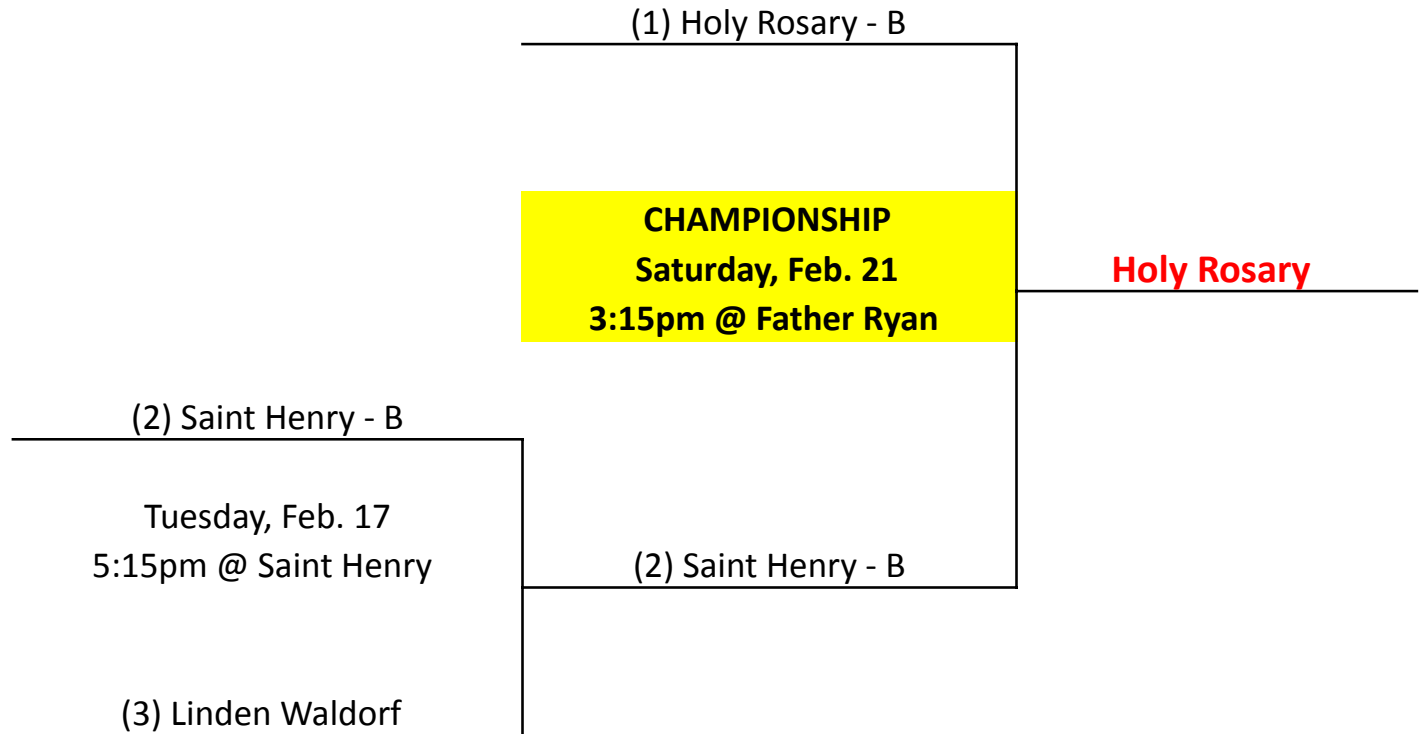 (1) Holy Rosary - B
CHAMPIONSHIP
Saturday, Feb. 21
3:15pm @ Father Ryan
Holy Rosary
(2) Saint Henry - B
Tuesday, Feb. 17
5:15pm @ Saint Henry
(2) Saint Henry - B
(3) Linden Waldorf